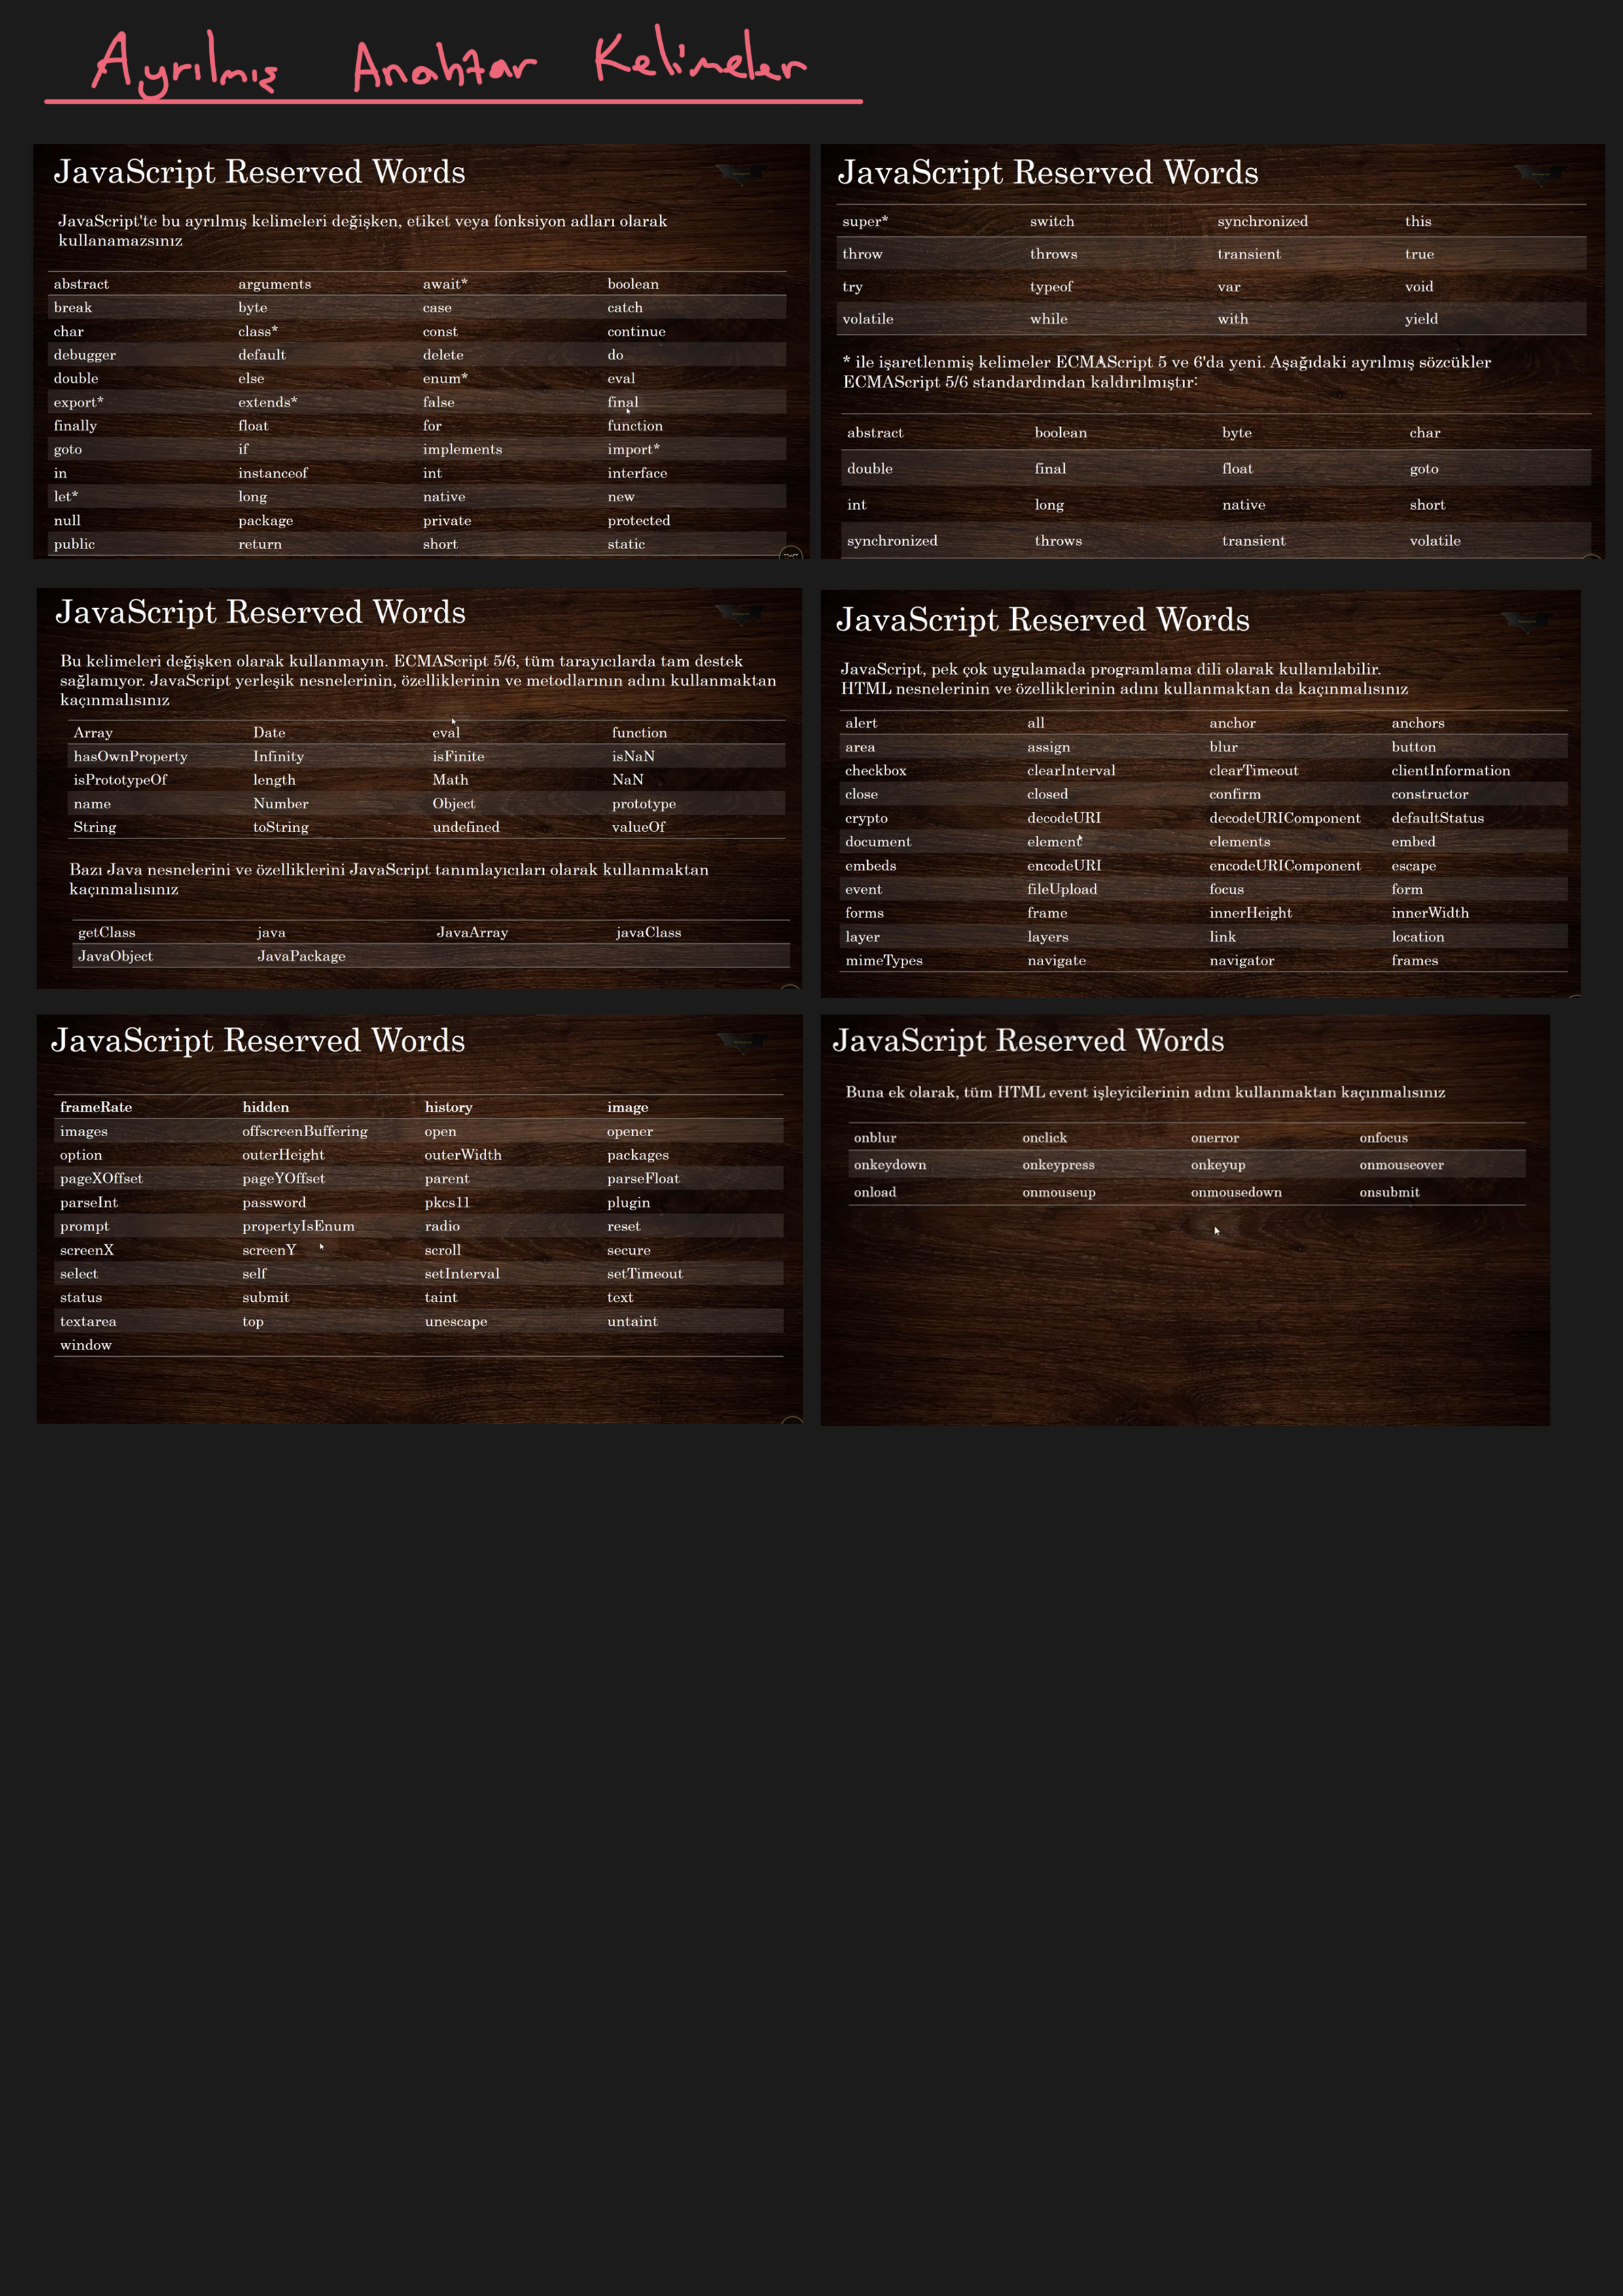 Ayrılmış Anahtar Kelimeler
JavaScript Reserved Words
JavaScript'te bu ayrılmış kelimeleri değişken, etiket veya fonksiyon adları olarak
kullanamazsınız
abstract arguments await* boolean
break byte case catch
char class* const continue
debugger default delete do
double else enum* eval
export* extends* false final
finally float for function
goto if implements import*
in instanceof int interface
let* long native new
null package private protected
public return short static
JavaScript Reserved Words
super* switch synchronized this
throw throws transient true
try typeof var void
volatile while with yield
* ile işaretlenmiş kelimeler ECMAScript 5 ve 6'da yeni. Aşağıdaki ayrılmış sözcükler
ECMAScript 5/6 standardından kaldırılmıştır:
abstract boolean byte char
double final float goto
int long native short
synchronized throws transient volatile
JavaScript Reserved Words
Bu kelimeleri değişken olarak kullanmayın. ECMAScript 5/6, tüm tarayıcılarda tam destek
sağlamıyor. JavaScript yerleşik nesnelerinin, özelliklerinin ve metodlarının adını kullanmaktan
kaçınmalısınız
Array Date eval function
hasOwnProperty Infinity isFinite isNaN
isPrototypeOf length Math NaN
name Number Object prototype
String toString undefined valueOf
Bazı Java nesnelerini ve özelliklerini JavaScript tanımlayıcıları olarak kullanmaktan
kaçınmalısınız
getClass java JavaArray javaClass
JavaObject JavaPackage
JavaScript Reserved Words
JavaScript, pek çok uygulamada programlama dili olarak kullanılabilir.
HTML nesnelerinin ve özelliklerinin adını kullanmaktan da kaçınmalısınız
alert all anchor anchors
area assign blur button
checkbox clearInterval clearTimeout clientInformation
close closed confirm constructor
crypto decodeURI decodeURIComponent defaultStatus
document element elements embed
embeds encodeURI encodeURIComponent escape
event fileUpload focus form
forms frame innerHeight innerWidth
layer layers link location
mimeTypes navigate navigator frames
JavaScript Reserved Words
frameRate hidden history image
images offscreenBuffering open opener
option outerHeight outerWidth packages
pageXOffset pageYOffset parent parseFloat
parseInt password pkcs11 plugin
prompt propertyIsEnum radio reset
screenX screenY scroll secure
select self setInterval setTimeout
status submit taint text
textarea top unescape untaint
window
JavaScript Reserved Words
Buna ek olarak, tüm HTML event işleyicilerinin adını kullanmaktan kaçınmalısınız
onblur onclick onerror onfocus
onkeydown onkeypress onkeyup onmouseover
onload onmouseup onmousedown onsubmit